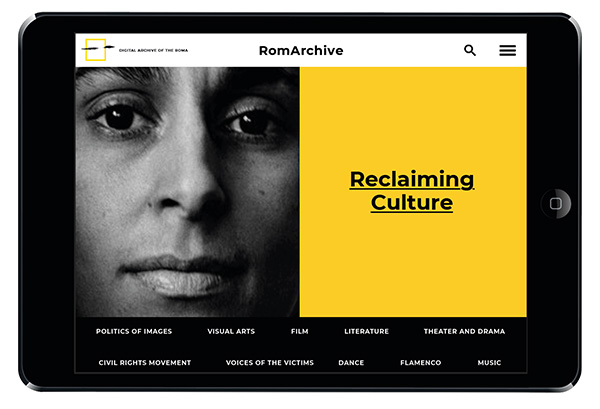 DIGITAL ARCHIVE OF THE ROMA
RomArchive
Reclaiming
Culture
POLITICS OF IMAGES VISUAL ARTS FILM LITERATURE THEATER AND DRAMA
CIVIL RIGHTS MOVEMENT VOICES OF THE VICTIMS DANCE FLAMENCO MUSIC